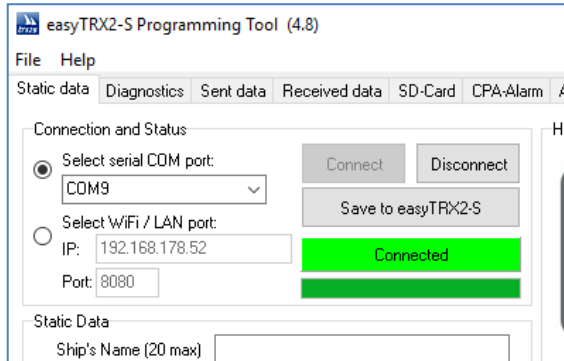 easyTRX2-S Programming Tool (4.8)
File Help
Static data Diagnostics Sent data Received data SD-Card CPA-Alarm
Connection and Status
Select serial COM port:
COM9
Connect Disconnect
Save to easyTRX2-S
Select WiFi / LAN port:
IP: 192.168.178.52
Connected
Port: 8080
Static Data
Ship's Name (20 max)